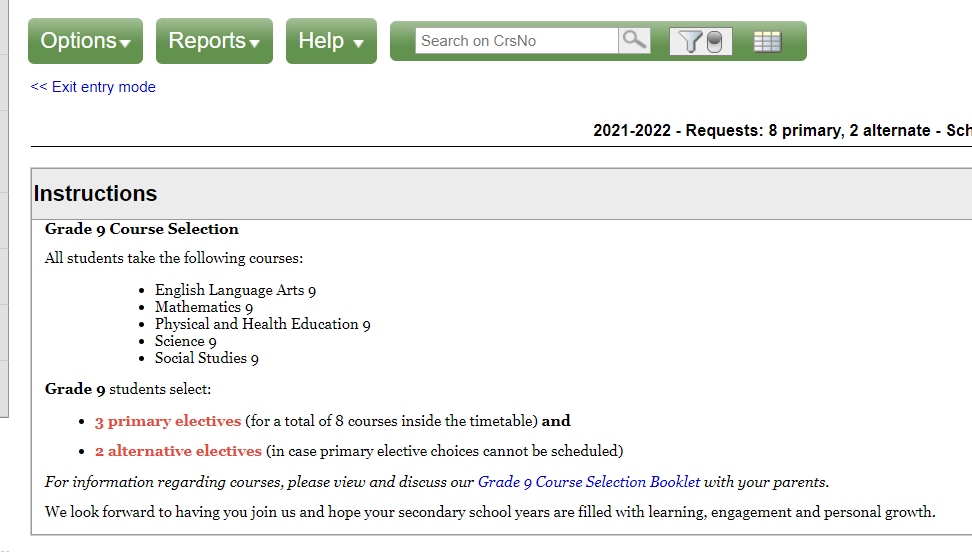 Options Reports Help Search on CrsNo
<< Exit entry mode
2021-2022 - Requests: 8 primary, 2 alternate - Sch
Instructions
Grade 9 Course Selection
All students take the following courses:
• English Language Arts 9
• Mathematics 9
• Physical and Health Education 9
• Science 9
• Social Studies 9
Grade 9 students select:
• 3 primary electives (for a total of 8 courses inside the timetable) and
• 2 alternative electives (in case primary elective choices cannot be scheduled)
For information regarding courses, please view and discuss our Grade 9 Course Selection Booklet with your parents.
We look forward to having you join us and hope your secondary school years are filled with learning, engagement and personal growth.